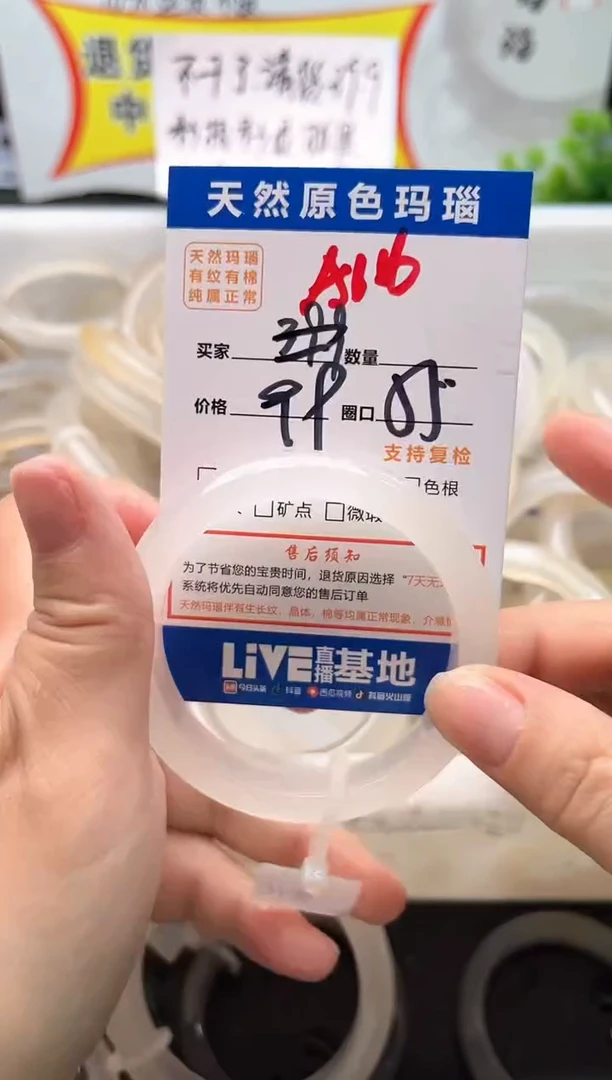 天然原色玛瑙
天然玛瑙
有纹有棉
纯属正常
A16
买家 数量
价格 98 圈口 55
支持复检
色根
矿点 微瑕
售后须知
为了节省您的宝贵时间，退货原因选择“7天无
系统将优先自动同意您的售后订单
天然玛瑙伴有生长纹，晶体，棉等均属正常现象，介意
LiVE直播基地
今日头条 抖音 西瓜视频 抖音火山版